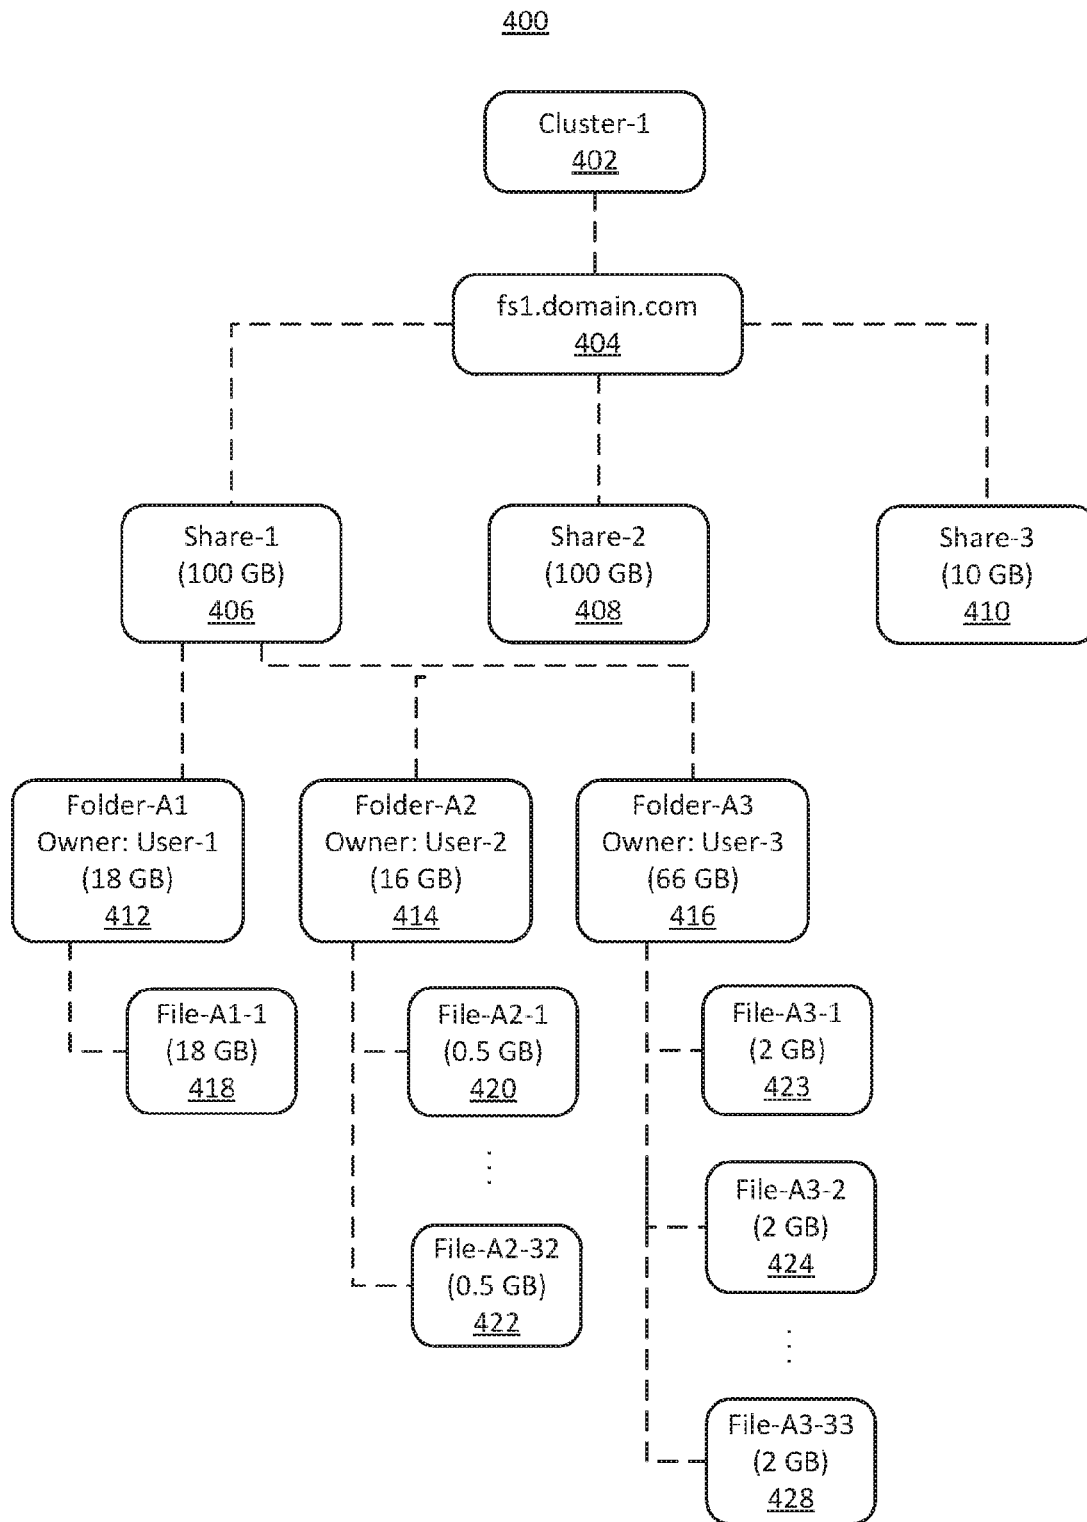 400
Cluster-1
402
fs1.domain.com
404
Share-1
(100 GB)
406
Share-2
(100 GB)
408
Share-3
(10 GB)
410
Folder-A1
Owner: User-1
(18 GB)
412
Folder-A2
Owner: User-2
(16 GB)
414
Folder-A3
Owner: User-3
(66 GB)
416
File-A1-1
(18 GB)
418
File-A2-1
(0.5 GB)
420
File-A3-1
(2 GB)
423
File-A3-2
(2 GB)
424
File-A2-32
(0.5 GB)
422
File-A3-33
(2 GB)
428